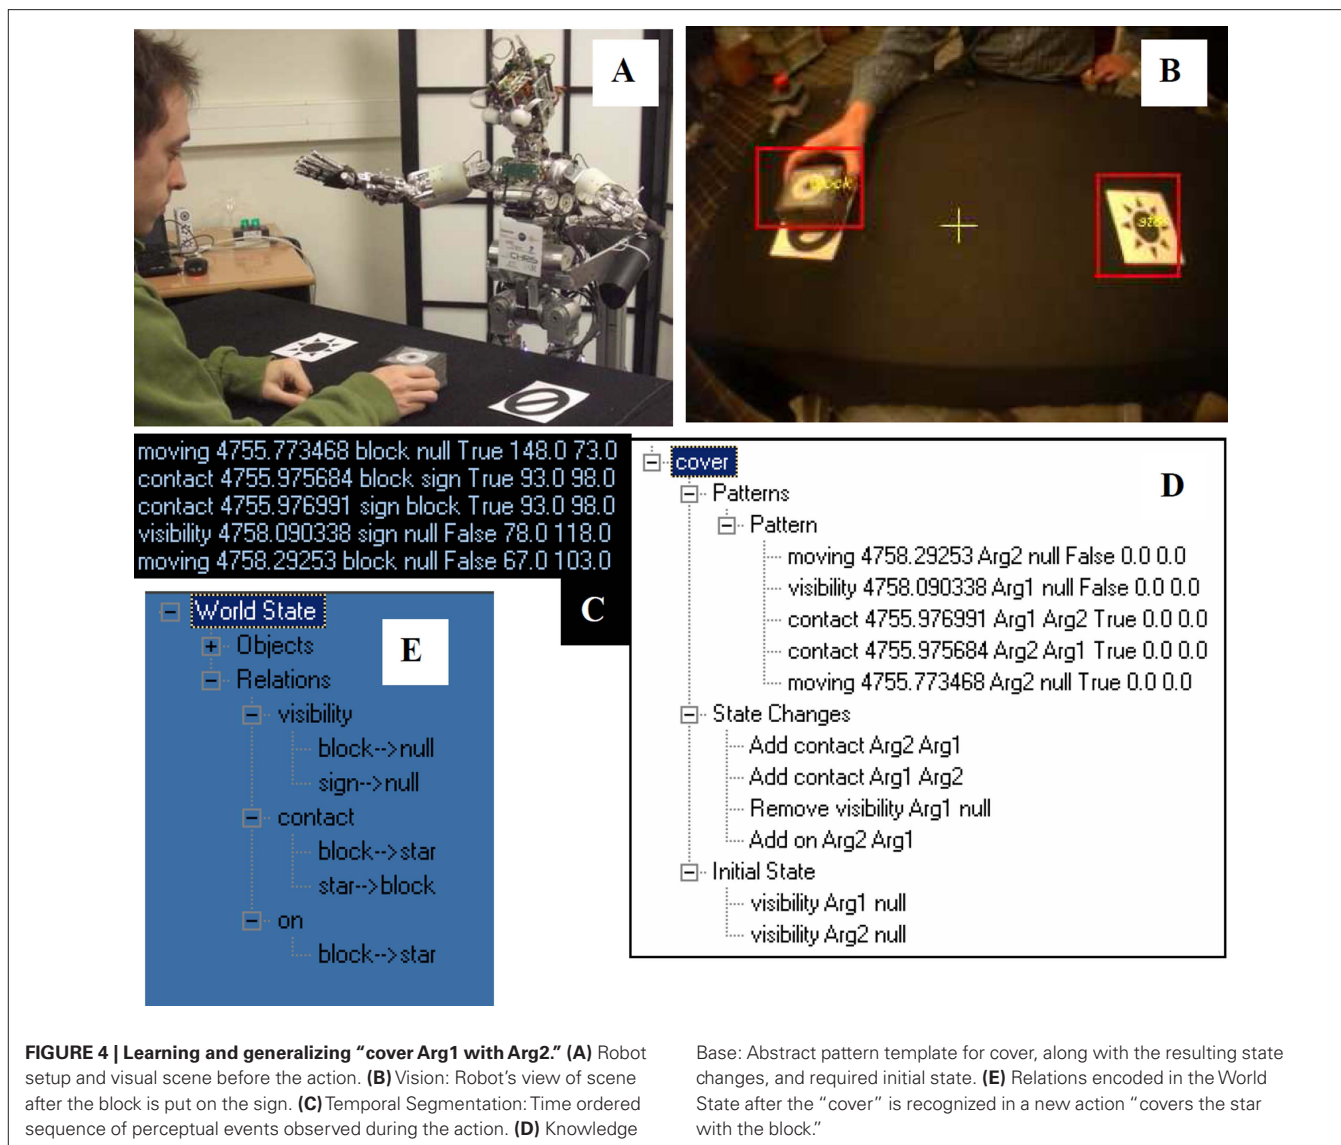 A
B
CHRIS
block
star
moving 4755.773468 block null True 148.0 73.0
contact 4755.975684 block sign True 93.0 98.0
contact 4755.976991 sign block True 93.0 98.0
visibility 4758.090338 sign null False 78.0 118.0
moving 4758.29253 block null False 67.0 103.0
C
World State
Objects
Relations
visibility
block-->null
sign-->null
contact
block-->star
star-->block
on
block-->star
E
cover
Patterns
Pattern
moving 4758.29253 Arg2 null False 0.0 0.0
visibility 4758.090338 Arg1 null False 0.0 0.0
contact 4755.976991 Arg1 Arg2 True 0.0 0.0
contact 4755.975684 Arg2 Arg1 True 0.0 0.0
moving 4755.773468 Arg2 null True 0.0 0.0
State Changes
Add contact Arg2 Arg1
Add contact Arg1 Arg2
Remove visibility Arg1 null
Add on Arg2 Arg1
Initial State
visibility Arg1 null
visibility Arg2 null
D
FIGURE 4 | Learning and generalizing “cover Arg1 with Arg2.” (A) Robot
setup and visual scene before the action. (B) Vision: Robot’s view of scene
after the block is put on the sign. (C) Temporal Segmentation: Time ordered
sequence of perceptual events observed during the action. (D) Knowledge
Base: Abstract pattern template for cover, along with the resulting state
changes, and required initial state. (E) Relations encoded in the World
State after the “cover” is recognized in a new action “covers the star
with the block.”